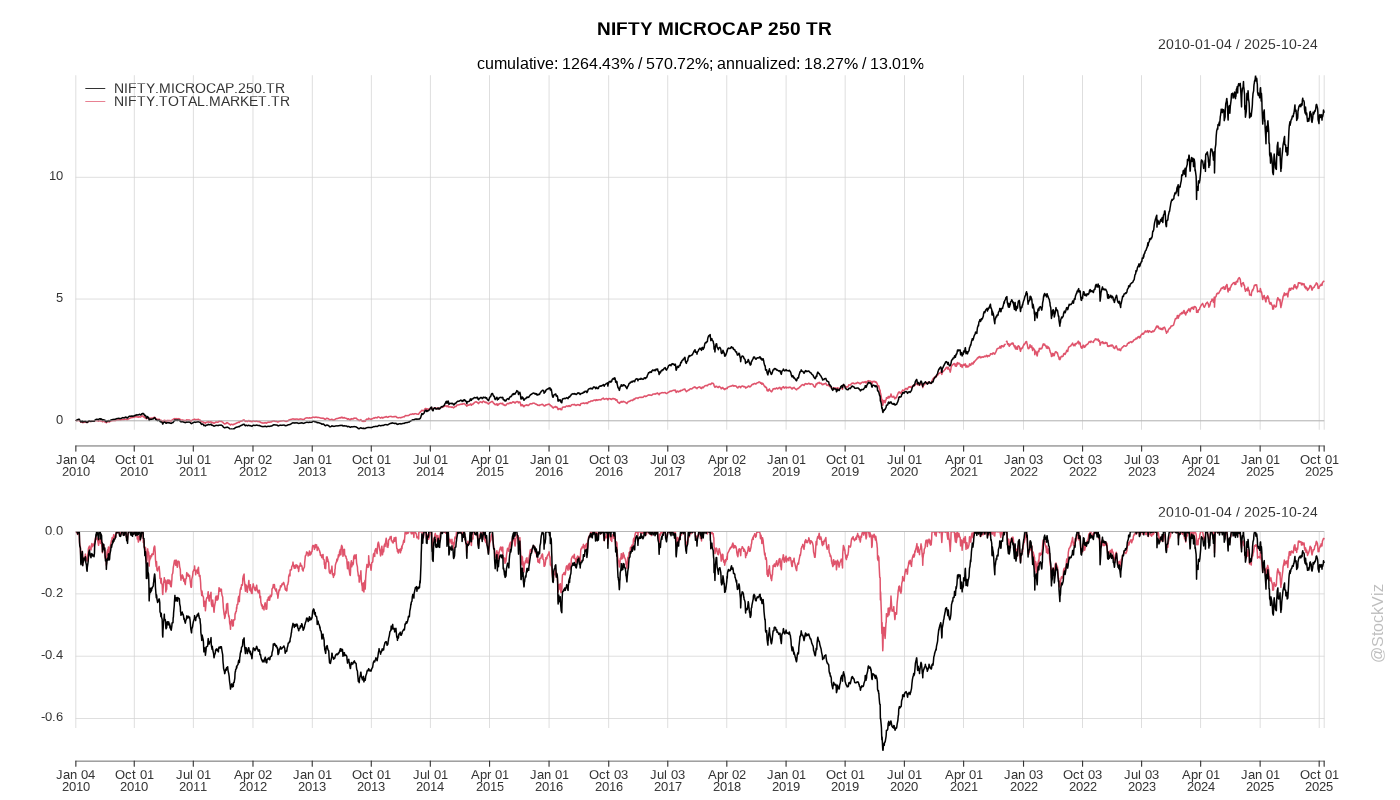 NIFTY MICROCAP 250 TR
2010-01-04 / 2025-10-24
cumulative: 1264.43% / 570.72%; annualized: 18.27% / 13.01%
NIFTY.MICROCAP.250.TR
NIFTY.TOTAL.MARKET.TR
10
5
0
Jan 04 Oct 01 Jul 01 Apr 02 Jan 01 Oct 01 Jul 01 Apr 01 Jan 01 Oct 03 Jul 03 Apr 02 Jan 01 Oct 01 Jul 01 Apr 01 Jan 03 Oct 03 Jul 03 Apr 01 Jan 01 Oct 01
2010 2010 2011 2012 2013 2013 2014 2015 2016 2016 2017 2018 2019 2019 2020 2021 2022 2022 2023 2024 2025 2025
2010-01-04 / 2025-10-24
0.0
-0.2
-0.4
-0.6
Jan 04 Oct 01 Jul 01 Apr 02 Jan 01 Oct 01 Jul 01 Apr 01 Jan 01 Oct 03 Jul 03 Apr 02 Jan 01 Oct 01 Jul 01 Apr 01 Jan 03 Oct 03 Jul 03 Apr 01 Jan 01 Oct 01
2010 2010 2011 2012 2013 2013 2014 2015 2016 2016 2017 2018 2019 2019 2020 2021 2022 2022 2023 2024 2025 2025
@StockViz